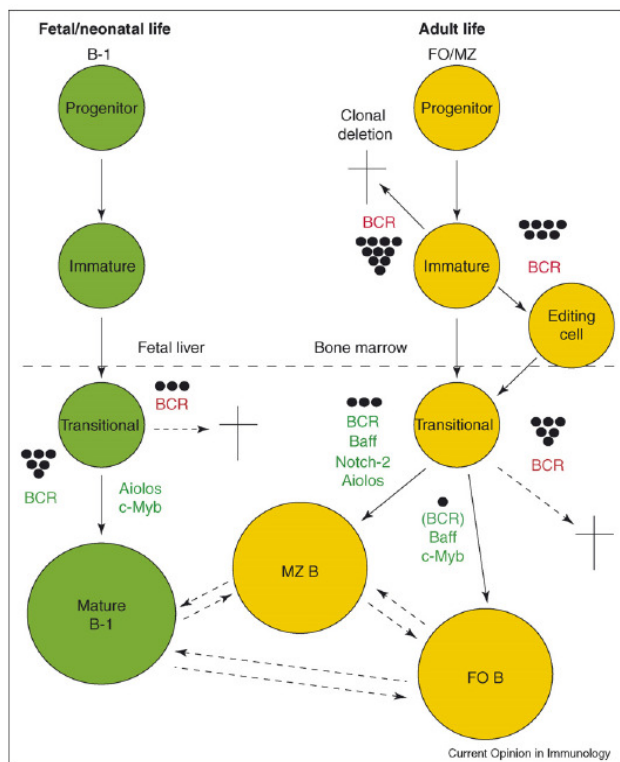 Fetal/neonatal life
B-1
Progenitor
Immature
Fetal liver
Transitional
BCR
BCR
Aiolos
c-Myb
Mature
B-1
Adult life
FO/MZ
Progenitor
Clonal
deletion
BCR
Immature
BCR
Editing
cell
Bone marrow
Transitional
BCR
Baff
Notch-2
Aiolos
BCR
(BCR)
Baff
c-Myb
MZ B
FO B
Current Opinion in Immunology